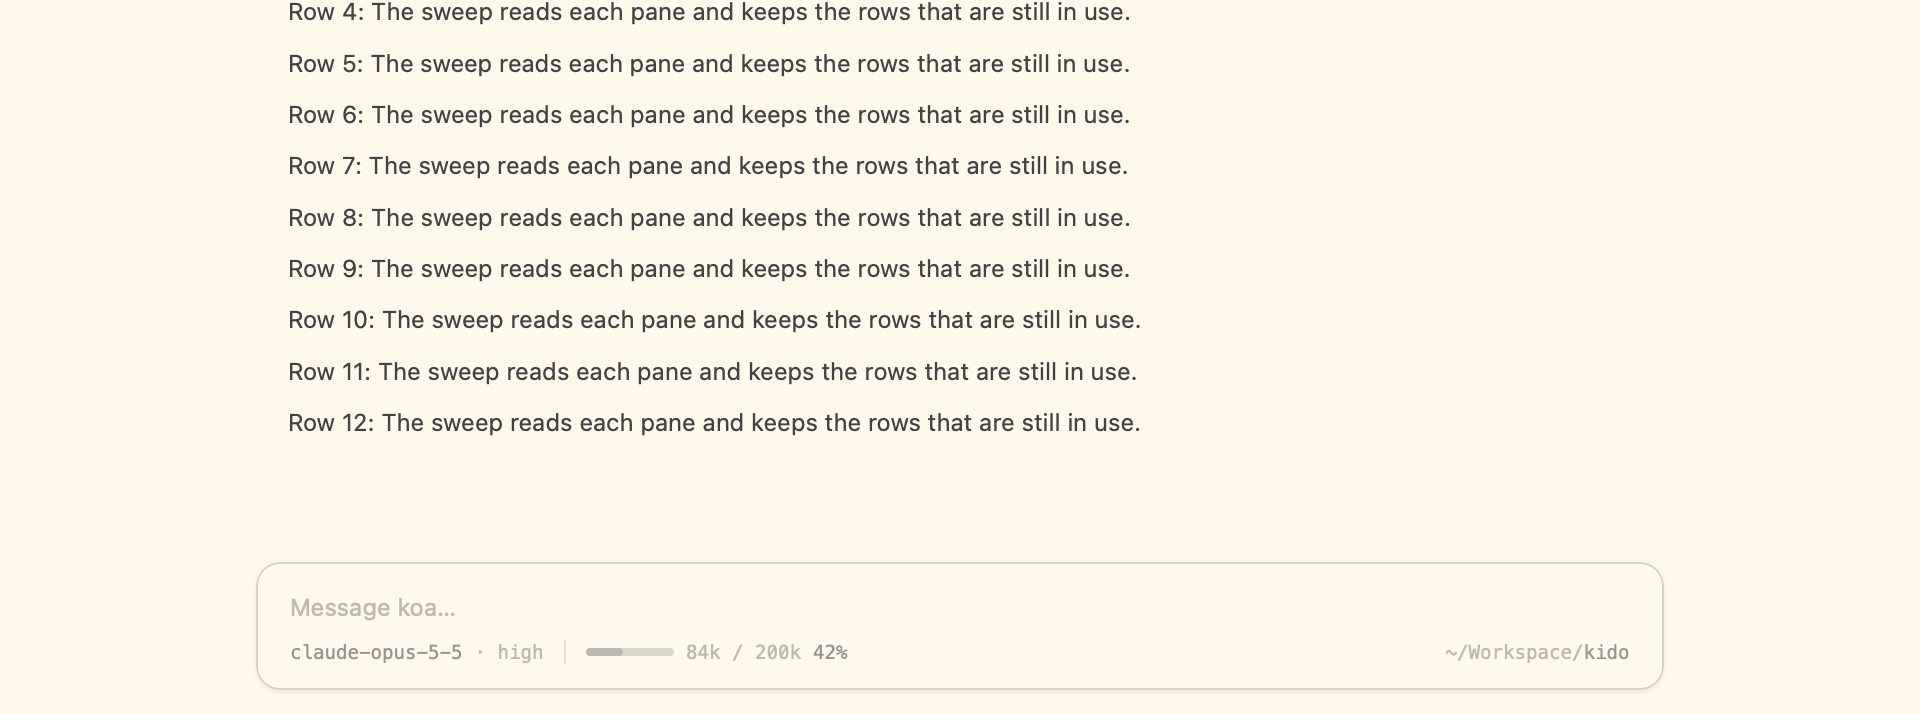 Row 4: The sweep reads each pane and keeps the rows that are still in use.
Row 5: The sweep reads each pane and keeps the rows that are still in use.
Row 6: The sweep reads each pane and keeps the rows that are still in use.
Row 7: The sweep reads each pane and keeps the rows that are still in use.
Row 8: The sweep reads each pane and keeps the rows that are still in use.
Row 9: The sweep reads each pane and keeps the rows that are still in use.
Row 10: The sweep reads each pane and keeps the rows that are still in use.
Row 11: The sweep reads each pane and keeps the rows that are still in use.
Row 12: The sweep reads each pane and keeps the rows that are still in use.
Message koa...
claude-opus-5-5 · high 84k / 200k 42% ~/Workspace/kido